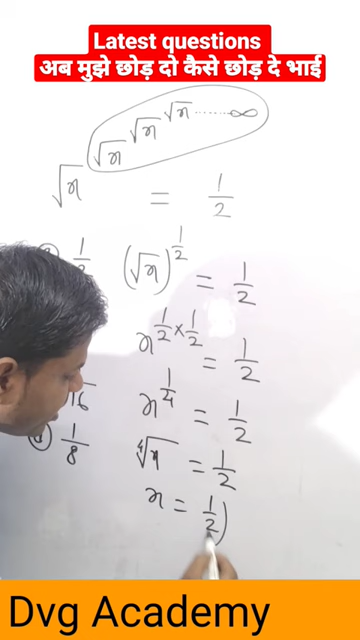 Latest questions
अब मुझे छोड़ दो कैसे छोड़ दे भाई
√x^√x^√x^√x ........∞ = 1/2
1/2
(√x)^1/2 = 1/2
x^1/2×1/2 = 1/2
16
x^1/4 = 1/2
1/8
⁴√x = 1/2
x = 1/2)
Dvg Academy